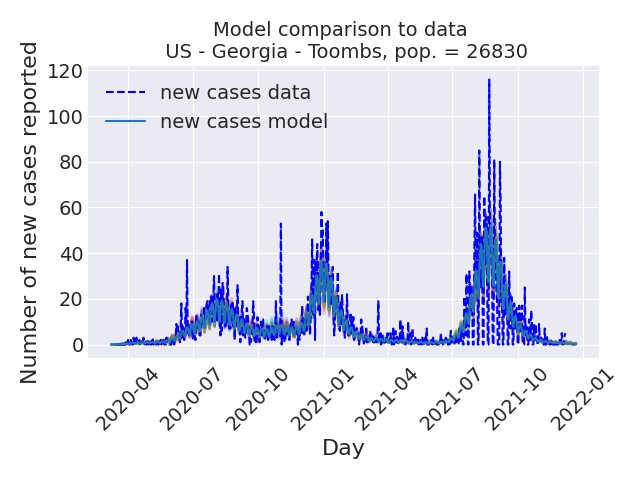 Model comparison to data
US - Georgia - Toombs, pop. = 26830
Number of new cases reported
120
100
80
60
40
20
0
new cases data
new cases model
2020-04
2020-07
2020-10
2021-01
2021-04
2021-07
2021-10
2022-01
Day